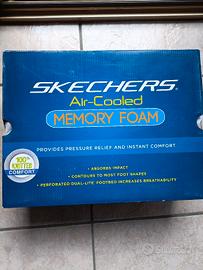 SKECHERS
Air-Cooled
MEMORY FOAM
PROVIDES PRESSURE RELIEF AND INSTANT COMFORT
100%
COMFORT
• ABSORBS IMPACT
• CONTOURS TO MOST FOOT SHAPES
• PERFORATED DUAL-LITE FOOTBED INCREASES BREATHABILITY